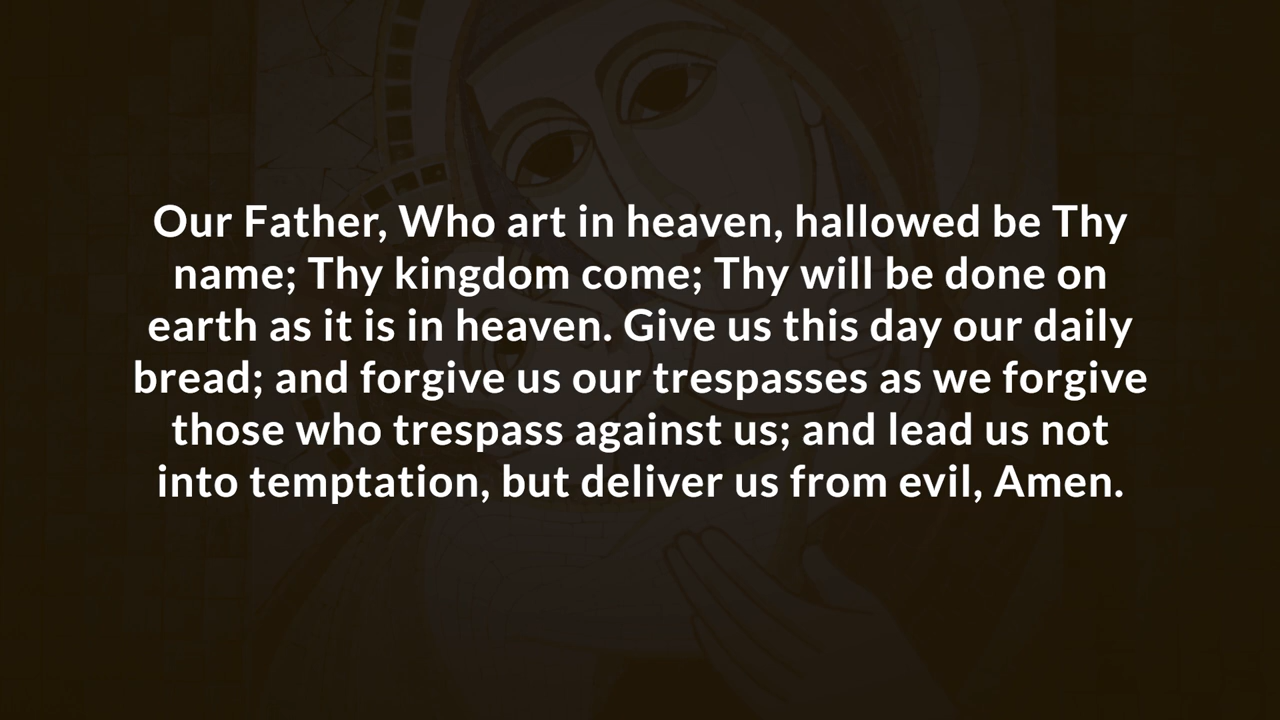 Our Father, Who art in heaven, hallowed be Thy
name; Thy kingdom come; Thy will be done on
earth as it is in heaven. Give us this day our daily
bread; and forgive us our trespasses as we forgive
those who trespass against us; and lead us not
into temptation, but deliver us from evil, Amen.